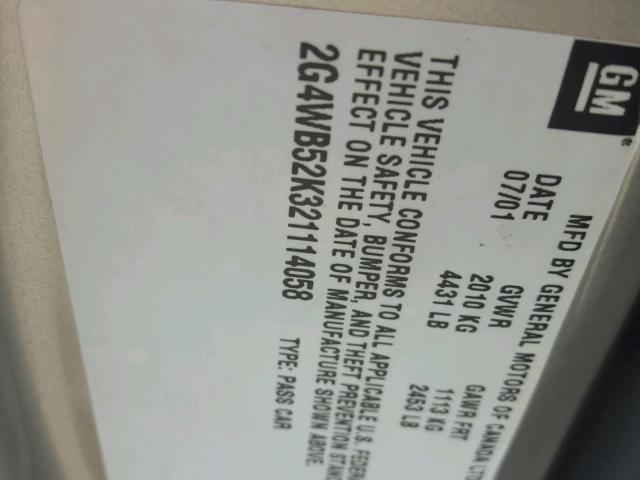 GM
MFD BY GENERAL MOTORS OF CANADA LTD
DATE GVWR GAWR FRT
07/01 2010 KG 1113 KG
4431 LB 2453 LB
THIS VEHICLE CONFORMS TO ALL APPLICABLE U.S. FEDERA
VEHICLE SAFETY, BUMPER, AND THEFT PREVENTION STAN
EFFECT ON THE DATE OF MANUFACTURE SHOWN ABOVE.
2G4WB52K321114058 TYPE: PASS CAR